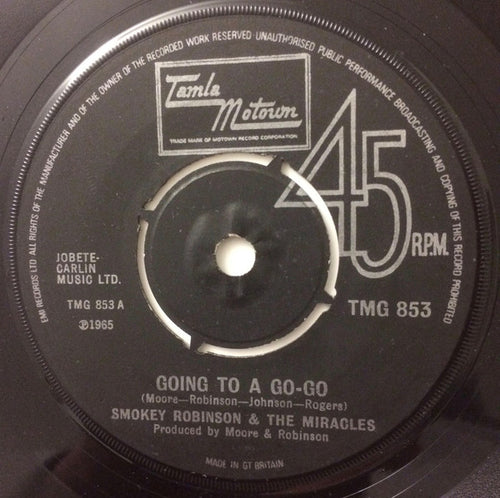 EMI RECORDS LTD ALL RIGHTS OF THE MANUFACTURER AND OF THE OWNER OF THE RECORDED WORK RESERVED · UNAUTHORISED PUBLIC PERFORMANCE BROADCASTING AND COPYING OF THIS RECORD PROHIBITED
Tamla
Motown
TRADE MARK OF MOTOWN RECORD CORPORATION
45
R.P.M.
JOBETE-
CARLIN
MUSIC LTD.
TMG 853 A
℗1965
TMG 853
GOING TO A GO-GO
(Moore—Robinson—Johnson—Rogers)
SMOKEY ROBINSON & THE MIRACLES
Produced by Moore & Robinson
MADE IN GT BRITAIN